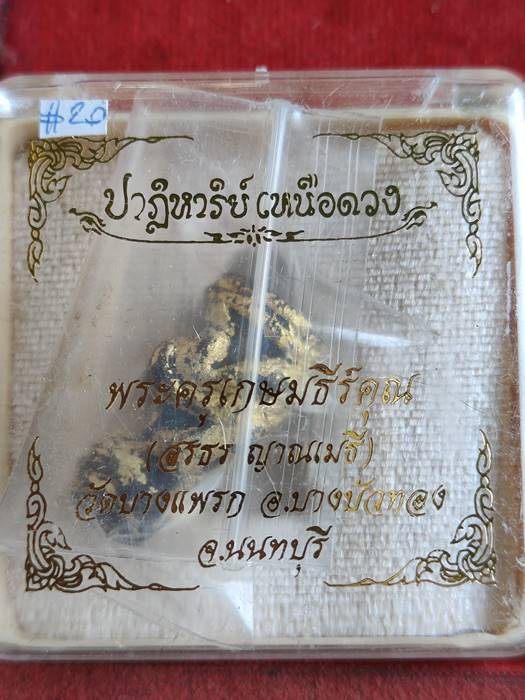 #20
ปาฏิหาริย์ เหนือดวง
พระครูเกษมธีร์คุณ
(สุรธร ญาณเมธี)
วัดบางแพรก อ.บางบัวทอง
จ.นนทบุรี